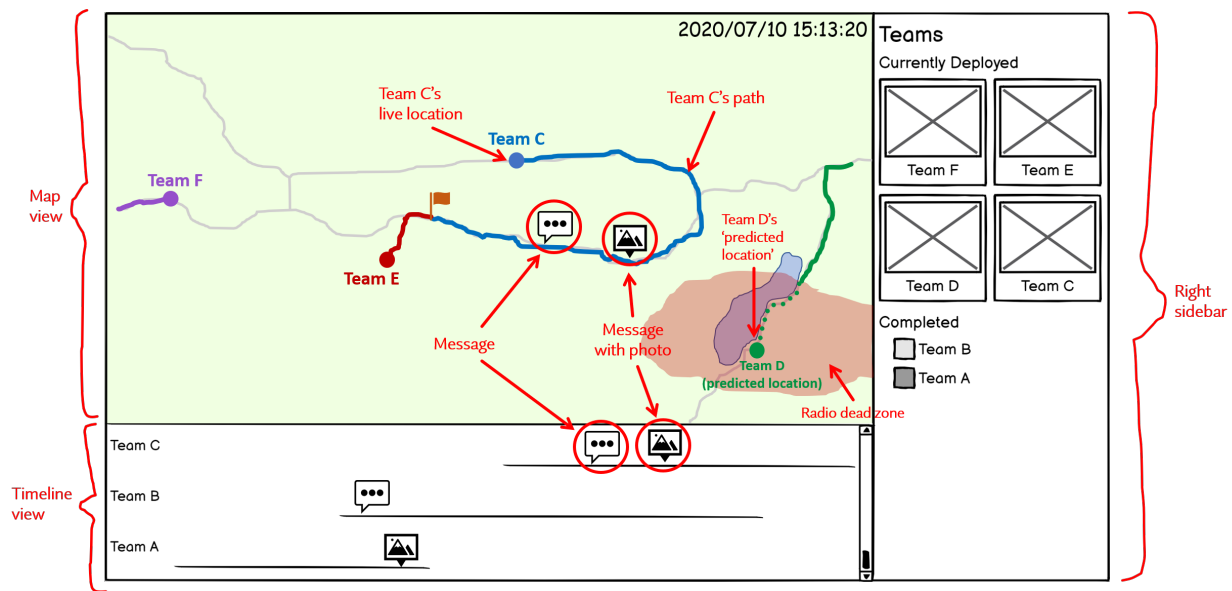 2020/07/10 15:13:20
Team C's
live location
Team C's path
Team C
Team F
Team E
Team D's
'predicted
location'
Message
Message
with photo
Team D
(predicted location)
Radio dead zone
Map
view
Teams
Currently Deployed
Team F
Team E
Team D
Team C
Completed
Team B
Team A
Right
sidebar
Timeline
view
Team C
Team B
Team A